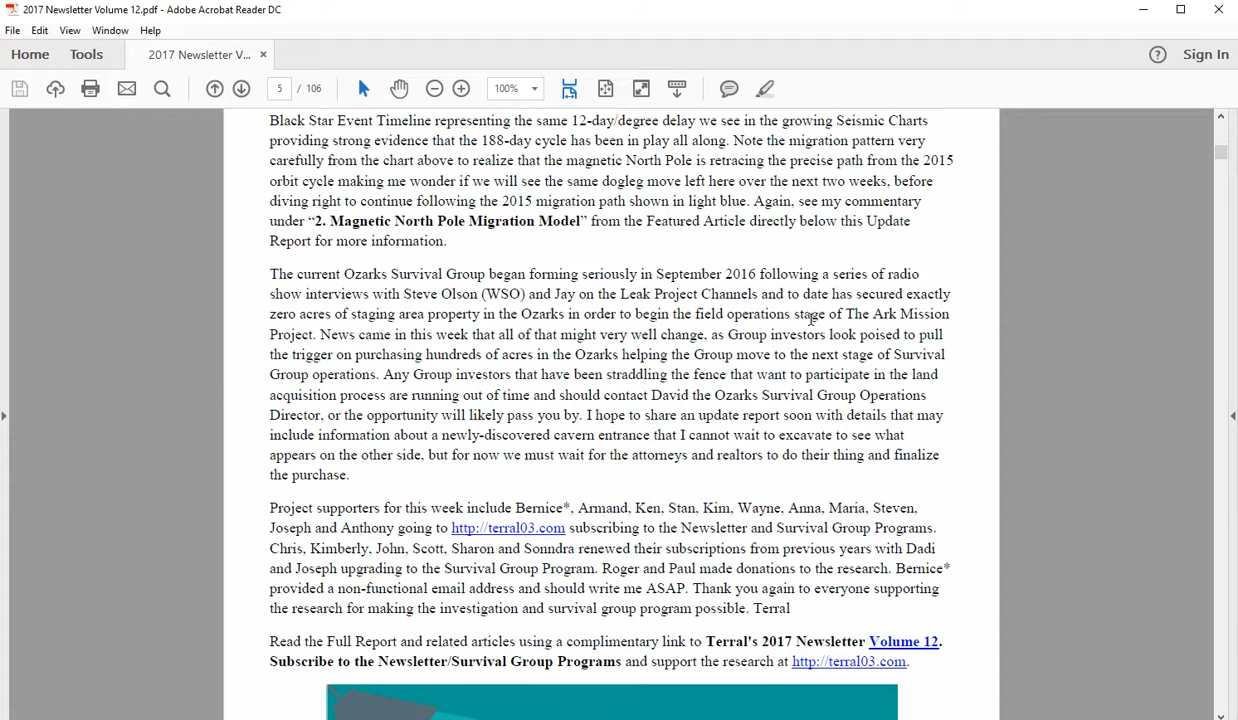 2017 Newsletter Volume 12.pdf - Adobe Acrobat Reader DC
File Edit View Window Help
Home Tools 2017 Newsletter V... × Sign In
5 / 106 100%
Black Star Event Timeline representing the same 12-day/degree delay we see in the growing Seismic Charts
providing strong evidence that the 188-day cycle has been in play all along. Note the migration pattern very
carefully from the chart above to realize that the magnetic North Pole is retracing the precise path from the 2015
orbit cycle making me wonder if we will see the same dogleg move left here over the next two weeks, before
diving right to continue following the 2015 migration path shown in light blue. Again, see my commentary
under “2. Magnetic North Pole Migration Model” from the Featured Article directly below this Update
Report for more information.
The current Ozarks Survival Group began forming seriously in September 2016 following a series of radio
show interviews with Steve Olson (WSO) and Jay on the Leak Project Channels and to date has secured exactly
zero acres of staging area property in the Ozarks in order to begin the field operations stage of The Ark Mission
Project. News came in this week that all of that might very well change, as Group investors look poised to pull
the trigger on purchasing hundreds of acres in the Ozarks helping the Group move to the next stage of Survival
Group operations. Any Group investors that have been straddling the fence that want to participate in the land
acquisition process are running out of time and should contact David the Ozarks Survival Group Operations
Director, or the opportunity will likely pass you by. I hope to share an update report soon with details that may
include information about a newly-discovered cavern entrance that I cannot wait to excavate to see what
appears on the other side, but for now we must wait for the attorneys and realtors to do their thing and finalize
the purchase.
Project supporters for this week include Bernice*, Armand, Ken, Stan, Kim, Wayne, Anna, Maria, Steven,
Joseph and Anthony going to http://terral03.com subscribing to the Newsletter and Survival Group Programs.
Chris, Kimberly, John, Scott, Sharon and Sonndra renewed their subscriptions from previous years with Dadi
and Joseph upgrading to the Survival Group Program. Roger and Paul made donations to the research. Bernice*
provided a non-functional email address and should write me ASAP. Thank you again to everyone supporting
the research for making the investigation and survival group program possible. Terral
Read the Full Report and related articles using a complimentary link to Terral's 2017 Newsletter Volume 12.
Subscribe to the Newsletter/Survival Group Programs and support the research at http://terral03.com.